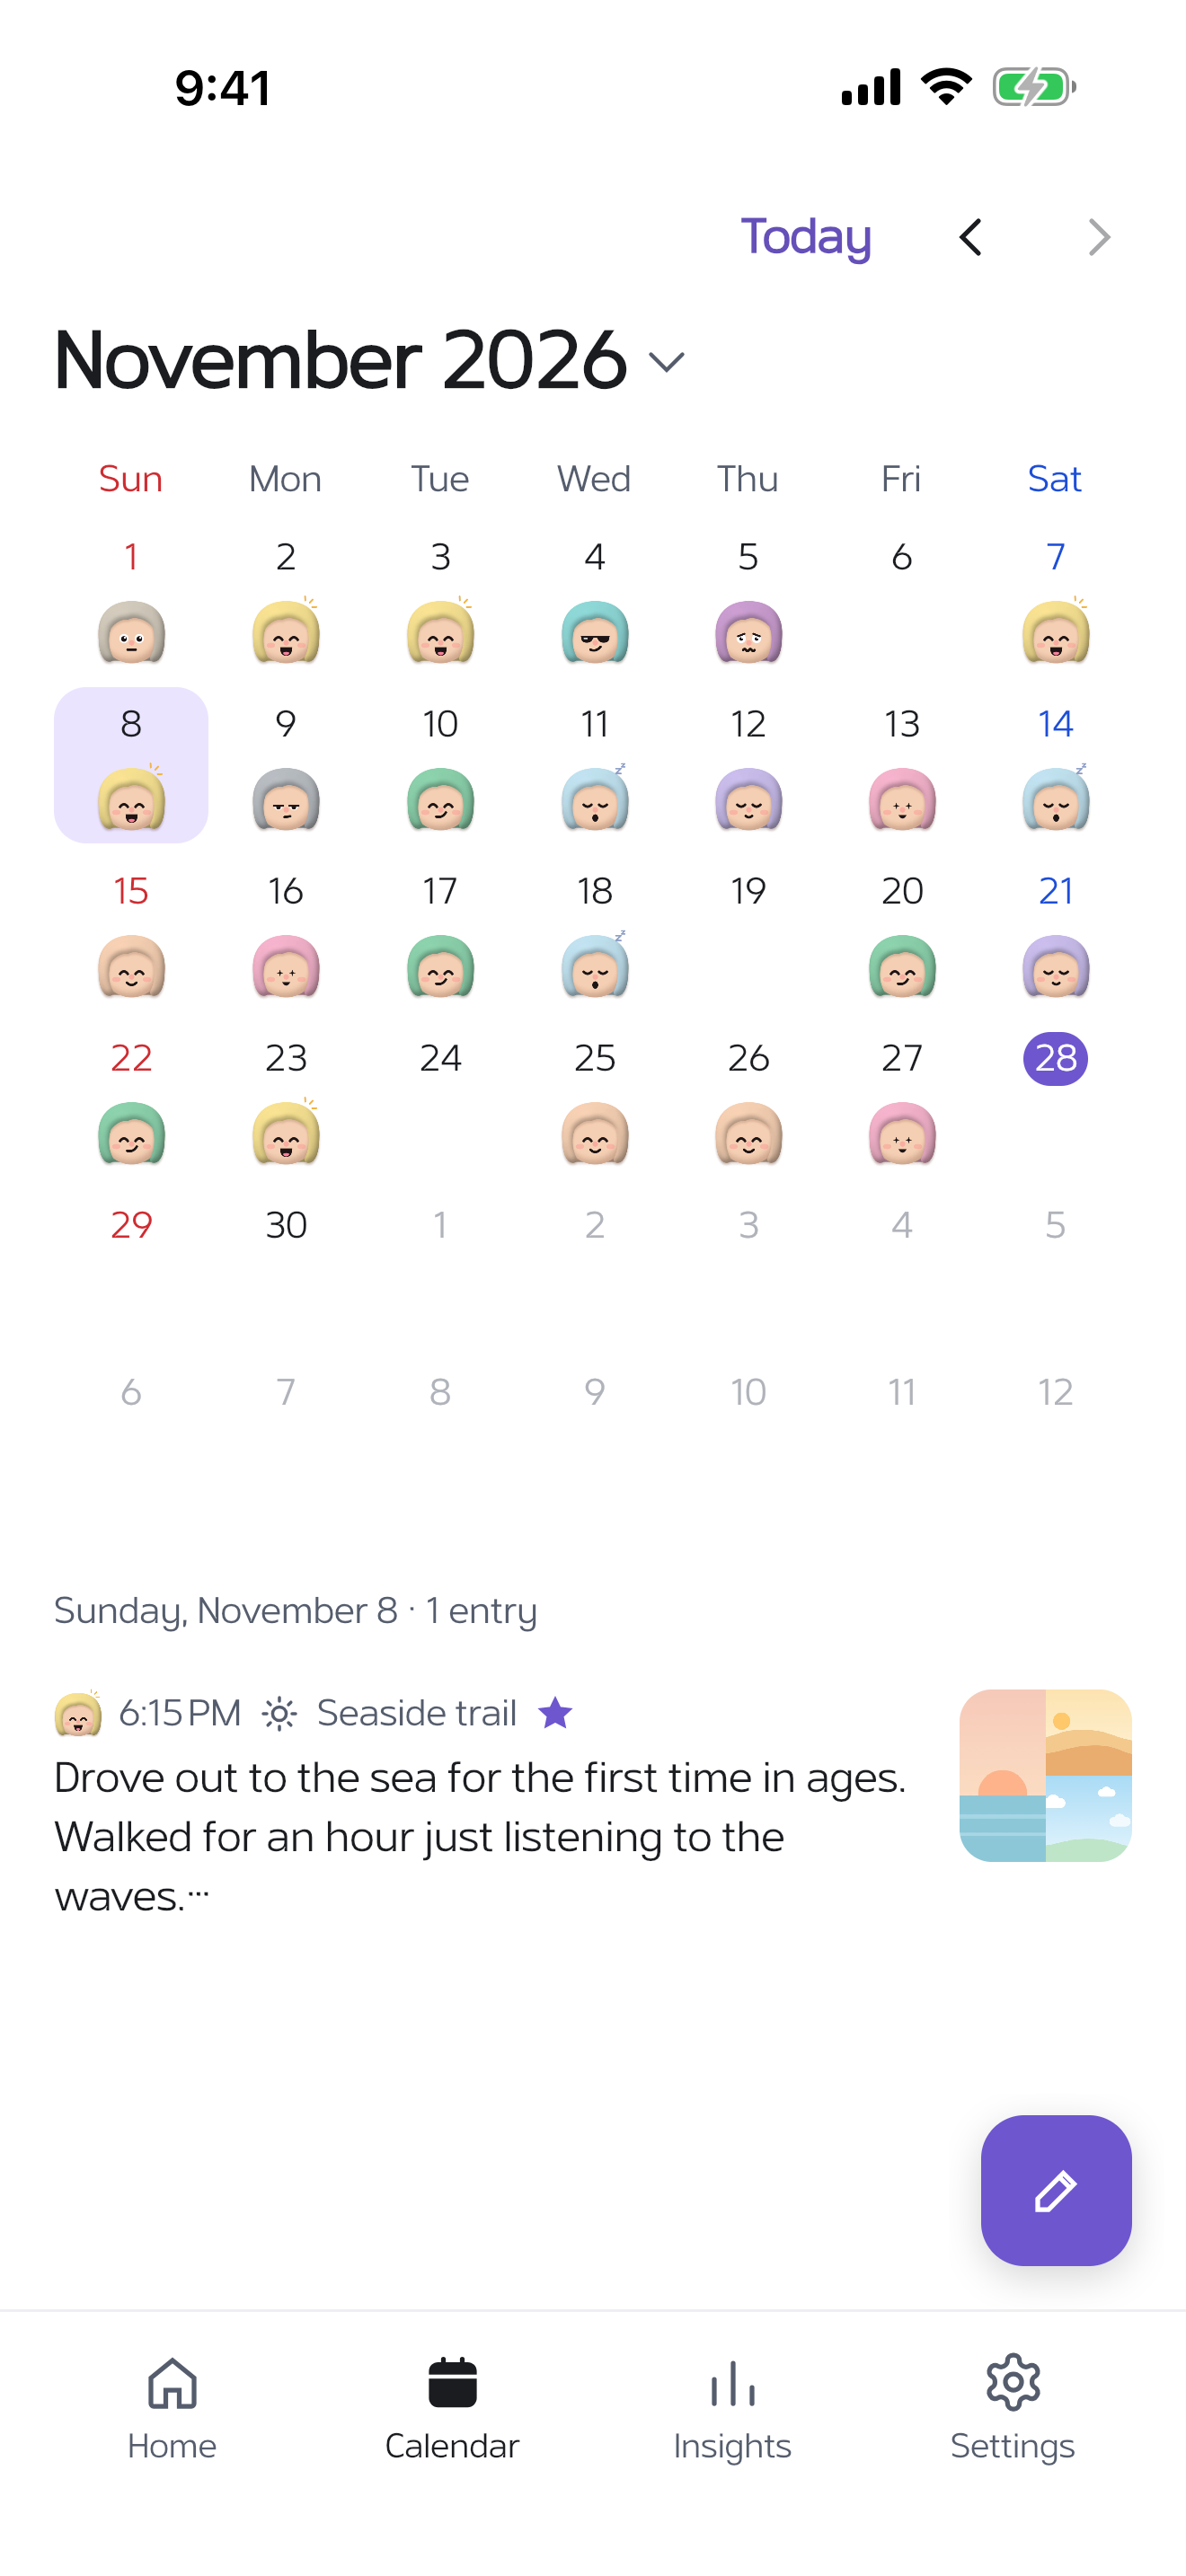 9:41
Today
November 2026
Sun Mon Tue Wed Thu Fri Sat
1 2 3 4 5 6 7
8 9 10 11 12 13 14
15 16 17 18 19 20 21
22 23 24 25 26 27 28
29 30 1 2 3 4 5
6 7 8 9 10 11 12
Sunday, November 8 · 1 entry
6:15 PM Seaside trail
Drove out to the sea for the first time in ages.
Walked for an hour just listening to the
waves.…
Home Calendar Insights Settings